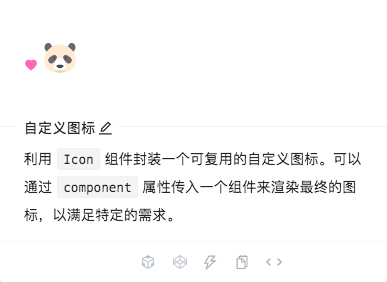 自定义图标
利用 Icon 组件封装一个可复用的自定义图标。可以
通过 component 属性传入一个组件来渲染最终的图
标，以满足特定的需求。